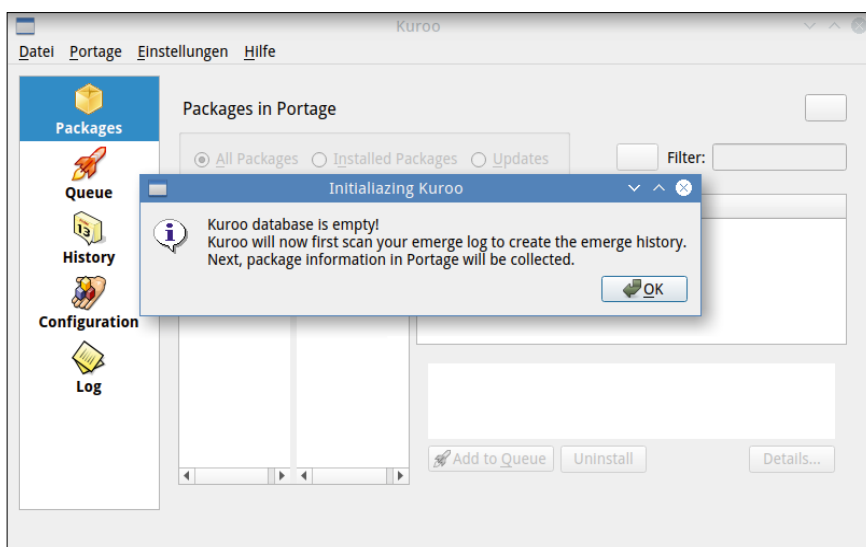 Kuroo
Datei Portage Einstellungen Hilfe
Packages
Queue
13
History
Configuration
Log
Packages in Portage
All Packages Installed Packages Updates
Filter:
Initialiazing Kuroo
Kuroo database is empty!
Kuroo will now first scan your emerge log to create the emerge history.
Next, package information in Portage will be collected.
OK
Add to Queue Uninstall Details...